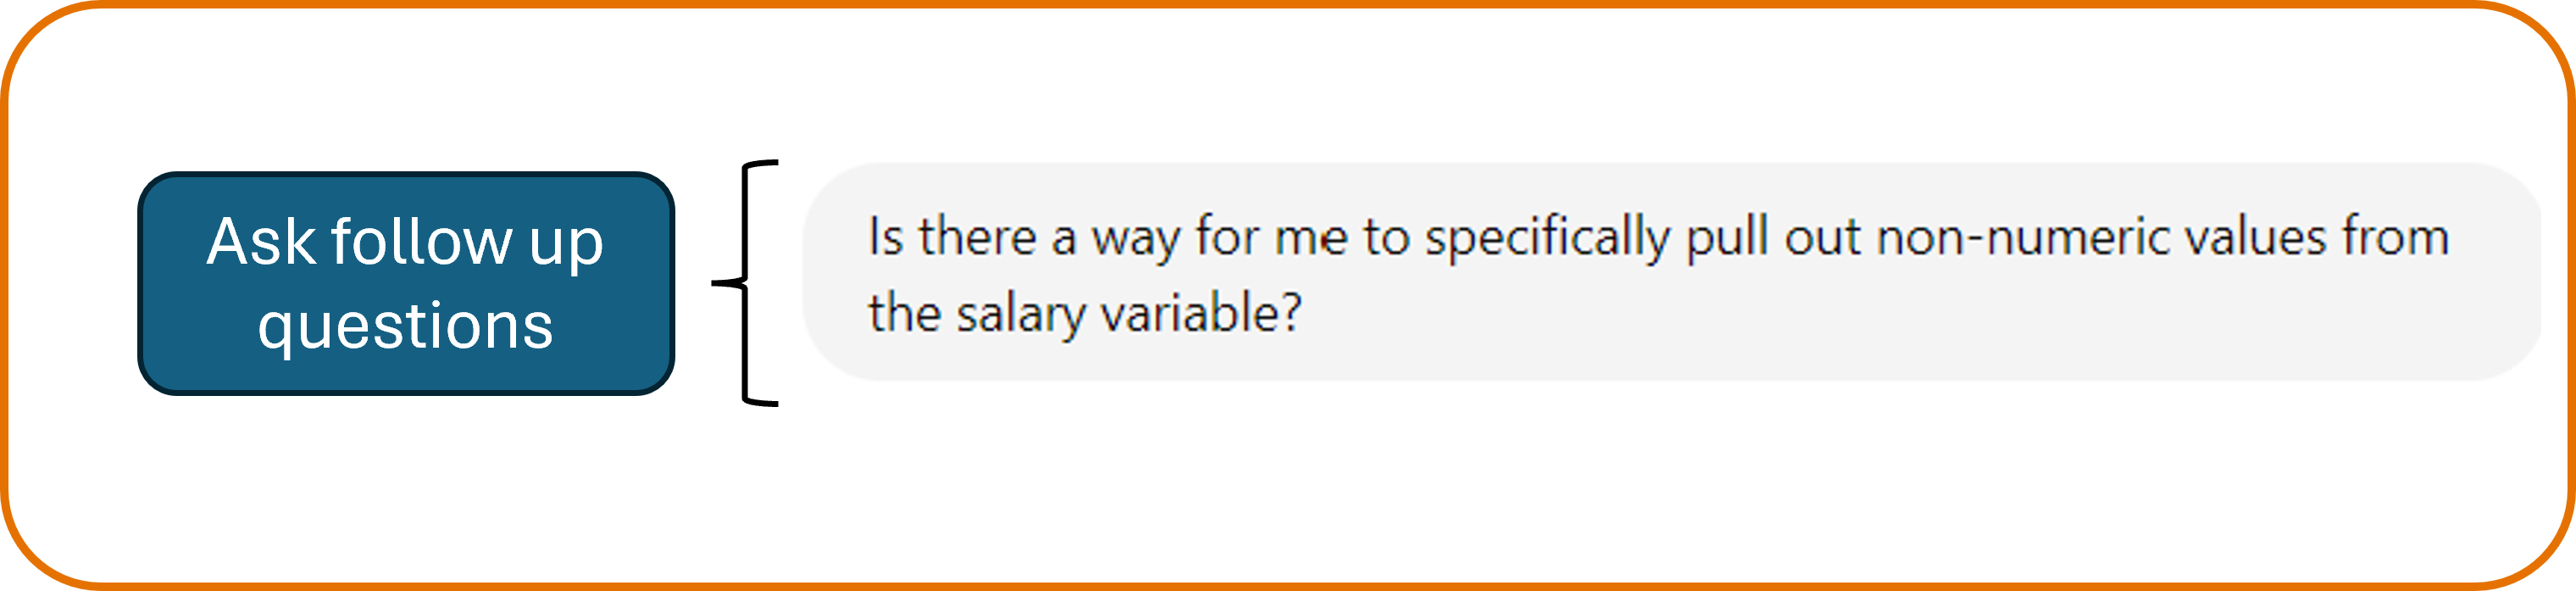 Ask follow up
questions
Is there a way for me to specifically pull out non-numeric values from
the salary variable?